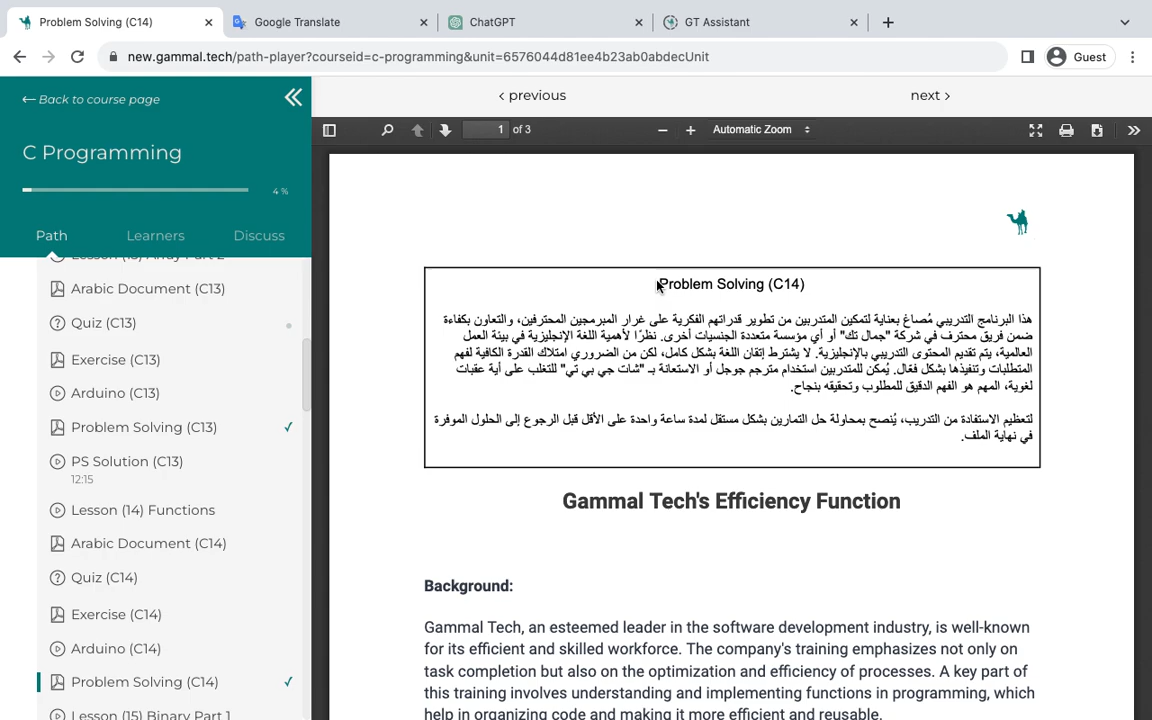 Problem Solving (C14)
Google Translate
ChatGPT
GT Assistant
new.gammal.tech/path-player?courseid=c-programming&unit=6576044d81ee4b23ab0abdecUnit
Guest
Back to course page
C Programming
4 %
Path
Learners
Discuss
Lesson (13) Array Part 2
Arabic Document (C13)
Quiz (C13)
Exercise (C13)
Arduino (C13)
Problem Solving (C13)
PS Solution (C13)
12:15
Lesson (14) Functions
Arabic Document (C14)
Quiz (C14)
Exercise (C14)
Arduino (C14)
Problem Solving (C14)
Lesson (15) Binary Part 1
‹ previous
next ›
1 of 3
Automatic Zoom
Problem Solving (C14)
هذا البرنامج التدريبي مُصاغ بعناية لتمكين المتدربين من تطوير قدراتهم الفكرية على غرار المبرمجين المحترفين، والتعاون بكفاءة
ضمن فريق محترف في شركة "جمال تك" أو أي مؤسسة متعددة الجنسيات أخرى. نظرًا لأهمية اللغة الإنجليزية في بيئة العمل
العالمية، يتم تقديم المحتوى التدريبي بالإنجليزية. لا يشترط إتقان اللغة بشكل كامل، لكن من الضروري امتلاك القدرة الكافية لفهم
المتطلبات وتنفيذها بشكل فعّال. يُمكن للمتدربين استخدام مترجم جوجل أو الاستعانة بـ "شات جي بي تي" للتغلب على أية عقبات
لغوية، المهم هو الفهم الدقيق للمطلوب وتحقيقه بنجاح.
لتعظيم الاستفادة من التدريب، يُنصح بمحاولة حل التمارين بشكل مستقل لمدة ساعة واحدة على الأقل قبل الرجوع إلى الحلول الموفرة
في نهاية الملف.
Gammal Tech's Efficiency Function
Background:
Gammal Tech, an esteemed leader in the software development industry, is well-known
for its efficient and skilled workforce. The company's training emphasizes not only on
task completion but also on the optimization and efficiency of processes. A key part of
this training involves understanding and implementing functions in programming, which
help in organizing code and making it more efficient and reusable.